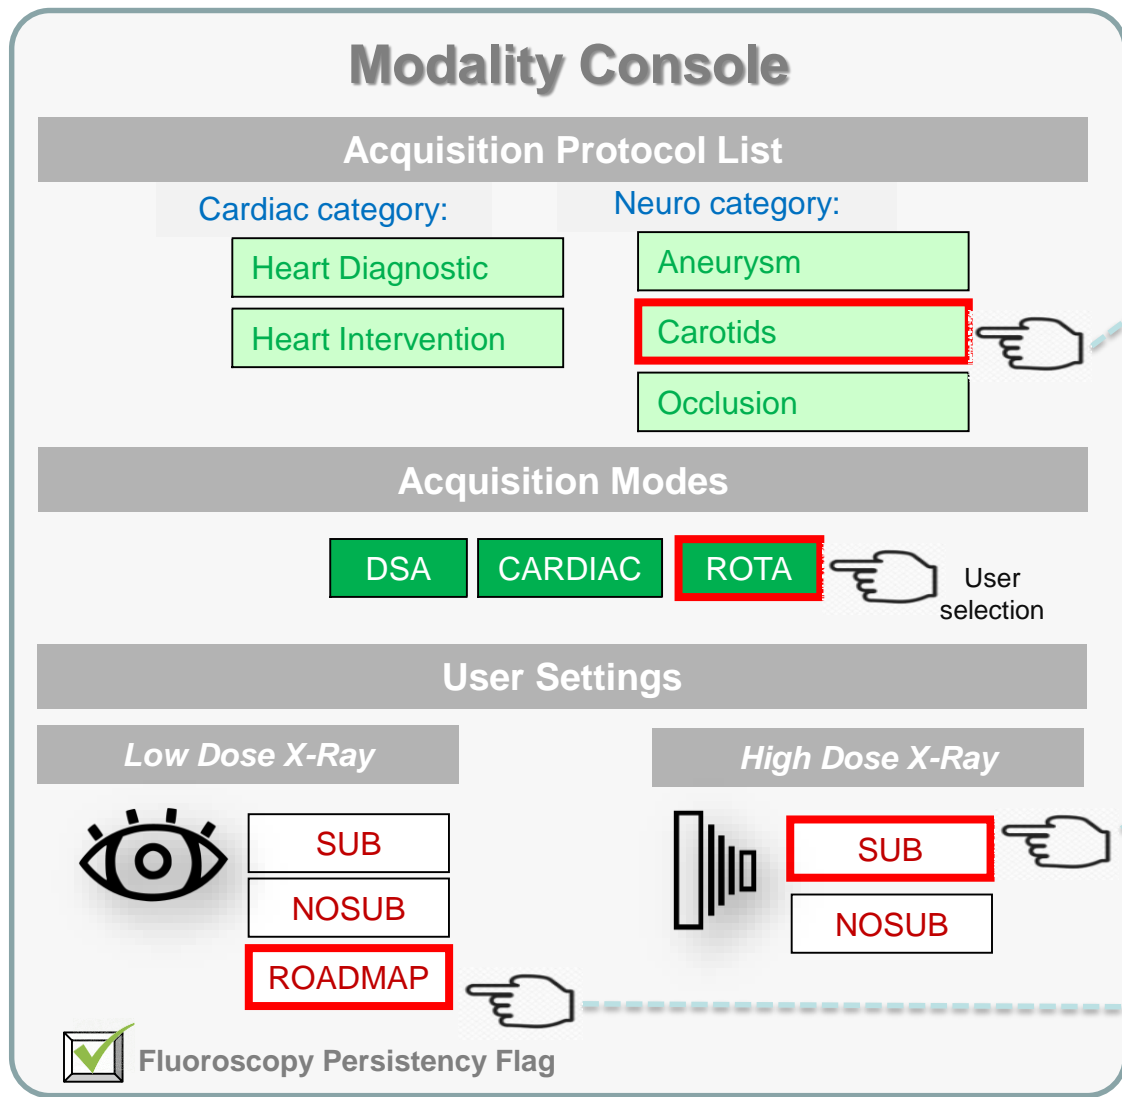 Modality Console
Acquisition Protocol List
Cardiac category:
Neuro category:
Heart Diagnostic
Aneurysm
Heart Intervention
Carotids
Occlusion
Acquisition Modes
DSA
CARDIAC
ROTA
User
selection
User Settings
Low Dose X-Ray
High Dose X-Ray
SUB
SUB
NOSUB
NOSUB
ROADMAP
Fluoroscopy Persistency Flag